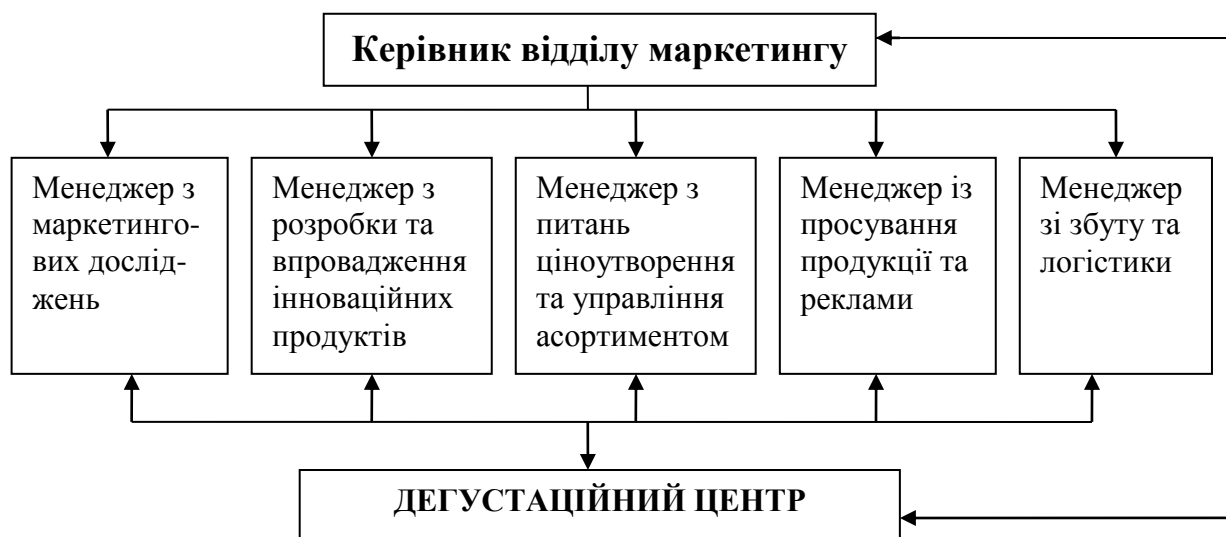 Керівник відділу маркетингу
Менеджер з
маркетинго-
вих дослід-
жень
Менеджер з
розробки та
впровадження
інноваційних
продуктів
Менеджер з
питань
ціноутворення
та управління
асортиментом
Менеджер із
просування
продукції та
реклами
Менеджер
зі збуту та
логістики
ДЕГУСТАЦІЙНИЙ ЦЕНТР